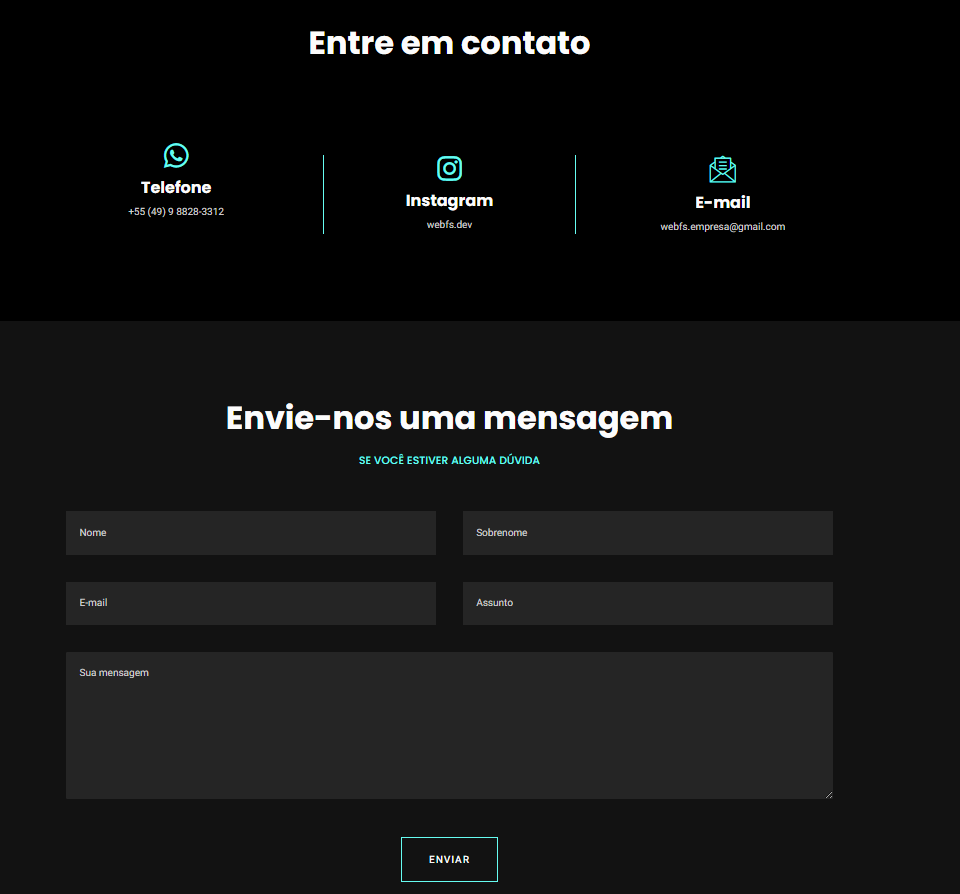 Entre em contato
Telefone
+55 (49) 9 8828-3312
Instagram
webfs.dev
E-mail
webfs.empresa@gmail.com
Envie-nos uma mensagem
SE VOCÊ ESTIVER ALGUMA DÚVIDA
Nome
Sobrenome
E-mail
Assunto
Sua mensagem
ENVIAR